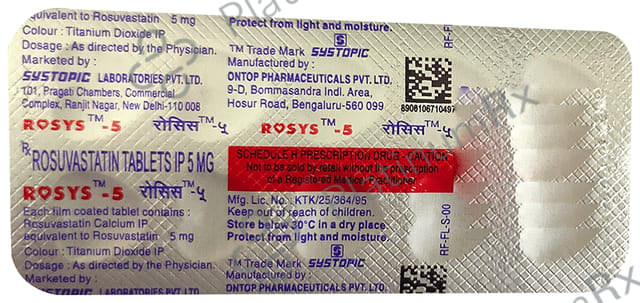 equivalent to Rosuvastatin 5 mg
Colour : Titanium Dioxide IP
Dosage : As directed by the Physician.
Marketed by :
SYSTOPIC LABORATORIES PVT. LTD.
101, Pragati Chambers, Commercial
Complex, Ranjit Nagar, New Delhi-110 008
ROSYS™-5 रोसिस™-५
Rx ROSUVASTATIN TABLETS IP 5 MG
ROSYS™-5 रोसिस™-५
Each film coated tablet contains :
Rosuvastatin Calcium IP
equivalent to Rosuvastatin 5 mg
Colour : Titanium Dioxide IP
Dosage : As directed by the Physician.
Marketed by :
SYSTOPIC LABORATORIES PVT. LTD.
Protect from light and moisture.
S
™ Trade Mark SYSTOPIC
Manufactured by :
ONTOP PHARMACEUTICALS PVT. LTD.
9-D, Bommasandra Indl. Area,
Hosur Road, Bengaluru-560 099
ROSYS™-5 रोसिस™-५
SCHEDULE H PRESCRIPTION DRUG - CAUTION
Not to be sold by retail without the prescription
of a Registered Medical Practitioner.
Mfg. Lic. No. : KTK/25/364/95
Keep out of reach of children.
Store below 30°C in a dry place.
Protect from light and moisture.
S
™ Trade Mark SYSTOPIC
Manufactured by :
ONTOP PHARMACEUTICALS PVT. LTD.
8906106710497
RF-F
RF-FL-S-00